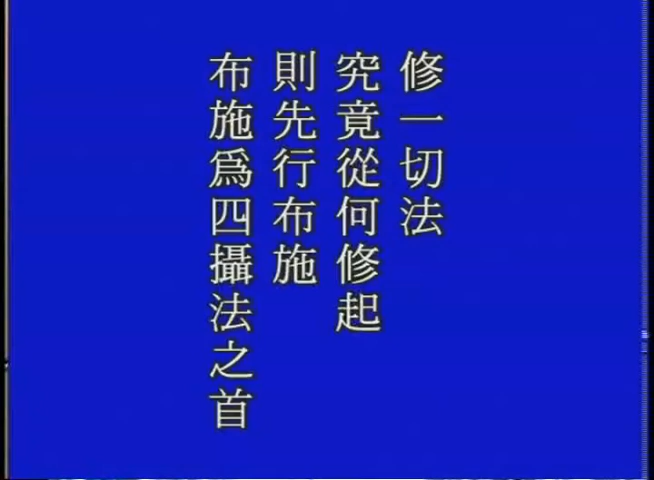 修一切法
究竟從何修起
則先行布施
布施爲四攝法之首